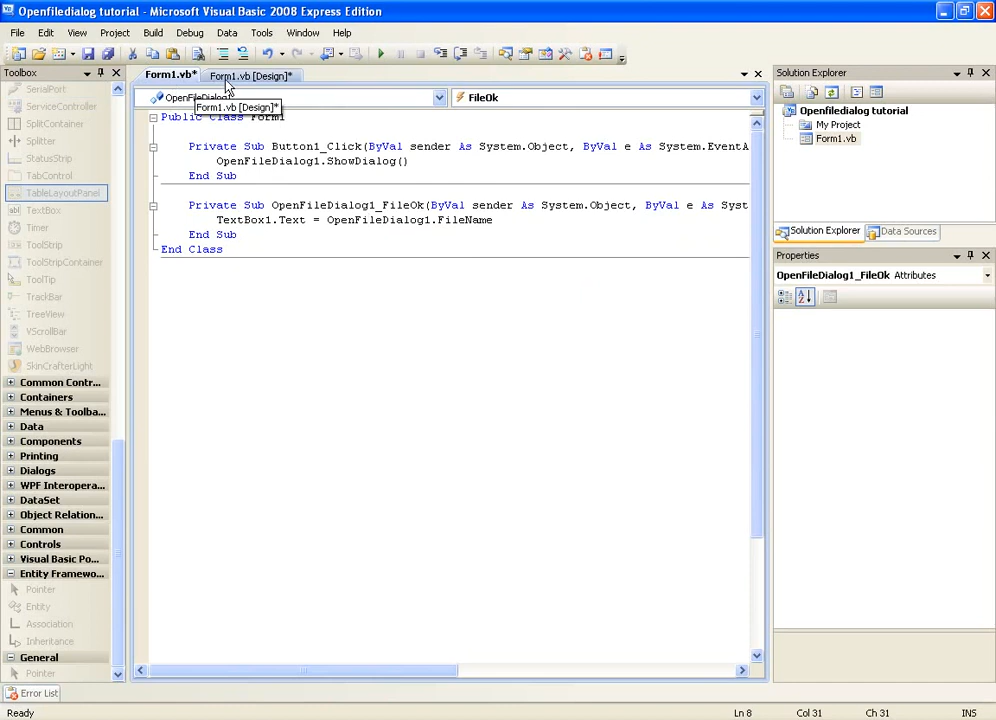 Openfiledialog tutorial - Microsoft Visual Basic 2008 Express Edition
File Edit View Project Build Debug Data Tools Window Help
Toolbox
SerialPort
ServiceController
SplitContainer
Splitter
StatusStrip
TabControl
TableLayoutPanel
TextBox
Timer
ToolStrip
ToolStripContainer
ToolTip
TrackBar
TreeView
VScrollBar
WebBrowser
SkinCrafterLight
Common Contr...
Containers
Menus & Toolba...
Data
Components
Printing
Dialogs
WPF Interopera...
DataSet
Object Relation...
Common
Controls
Visual Basic Po...
Entity Framewo...
Pointer
Entity
Association
Inheritance
General
Pointer
Form1.vb* Form1.vb [Design]*
OpenFileDialog1 FileOk
Form1.vb [Design]*
Public Class Form1
Private Sub Button1_Click(ByVal sender As System.Object, ByVal e As System.EventA
OpenFileDialog1.ShowDialog()
End Sub
Private Sub OpenFileDialog1_FileOk(ByVal sender As System.Object, ByVal e As Syst
TextBox1.Text = OpenFileDialog1.FileName
End Sub
End Class
Solution Explorer
Openfiledialog tutorial
My Project
Form1.vb
Solution Explorer Data Sources
Properties
OpenFileDialog1_FileOk Attributes
Error List
Ready Ln 8 Col 31 Ch 31 INS